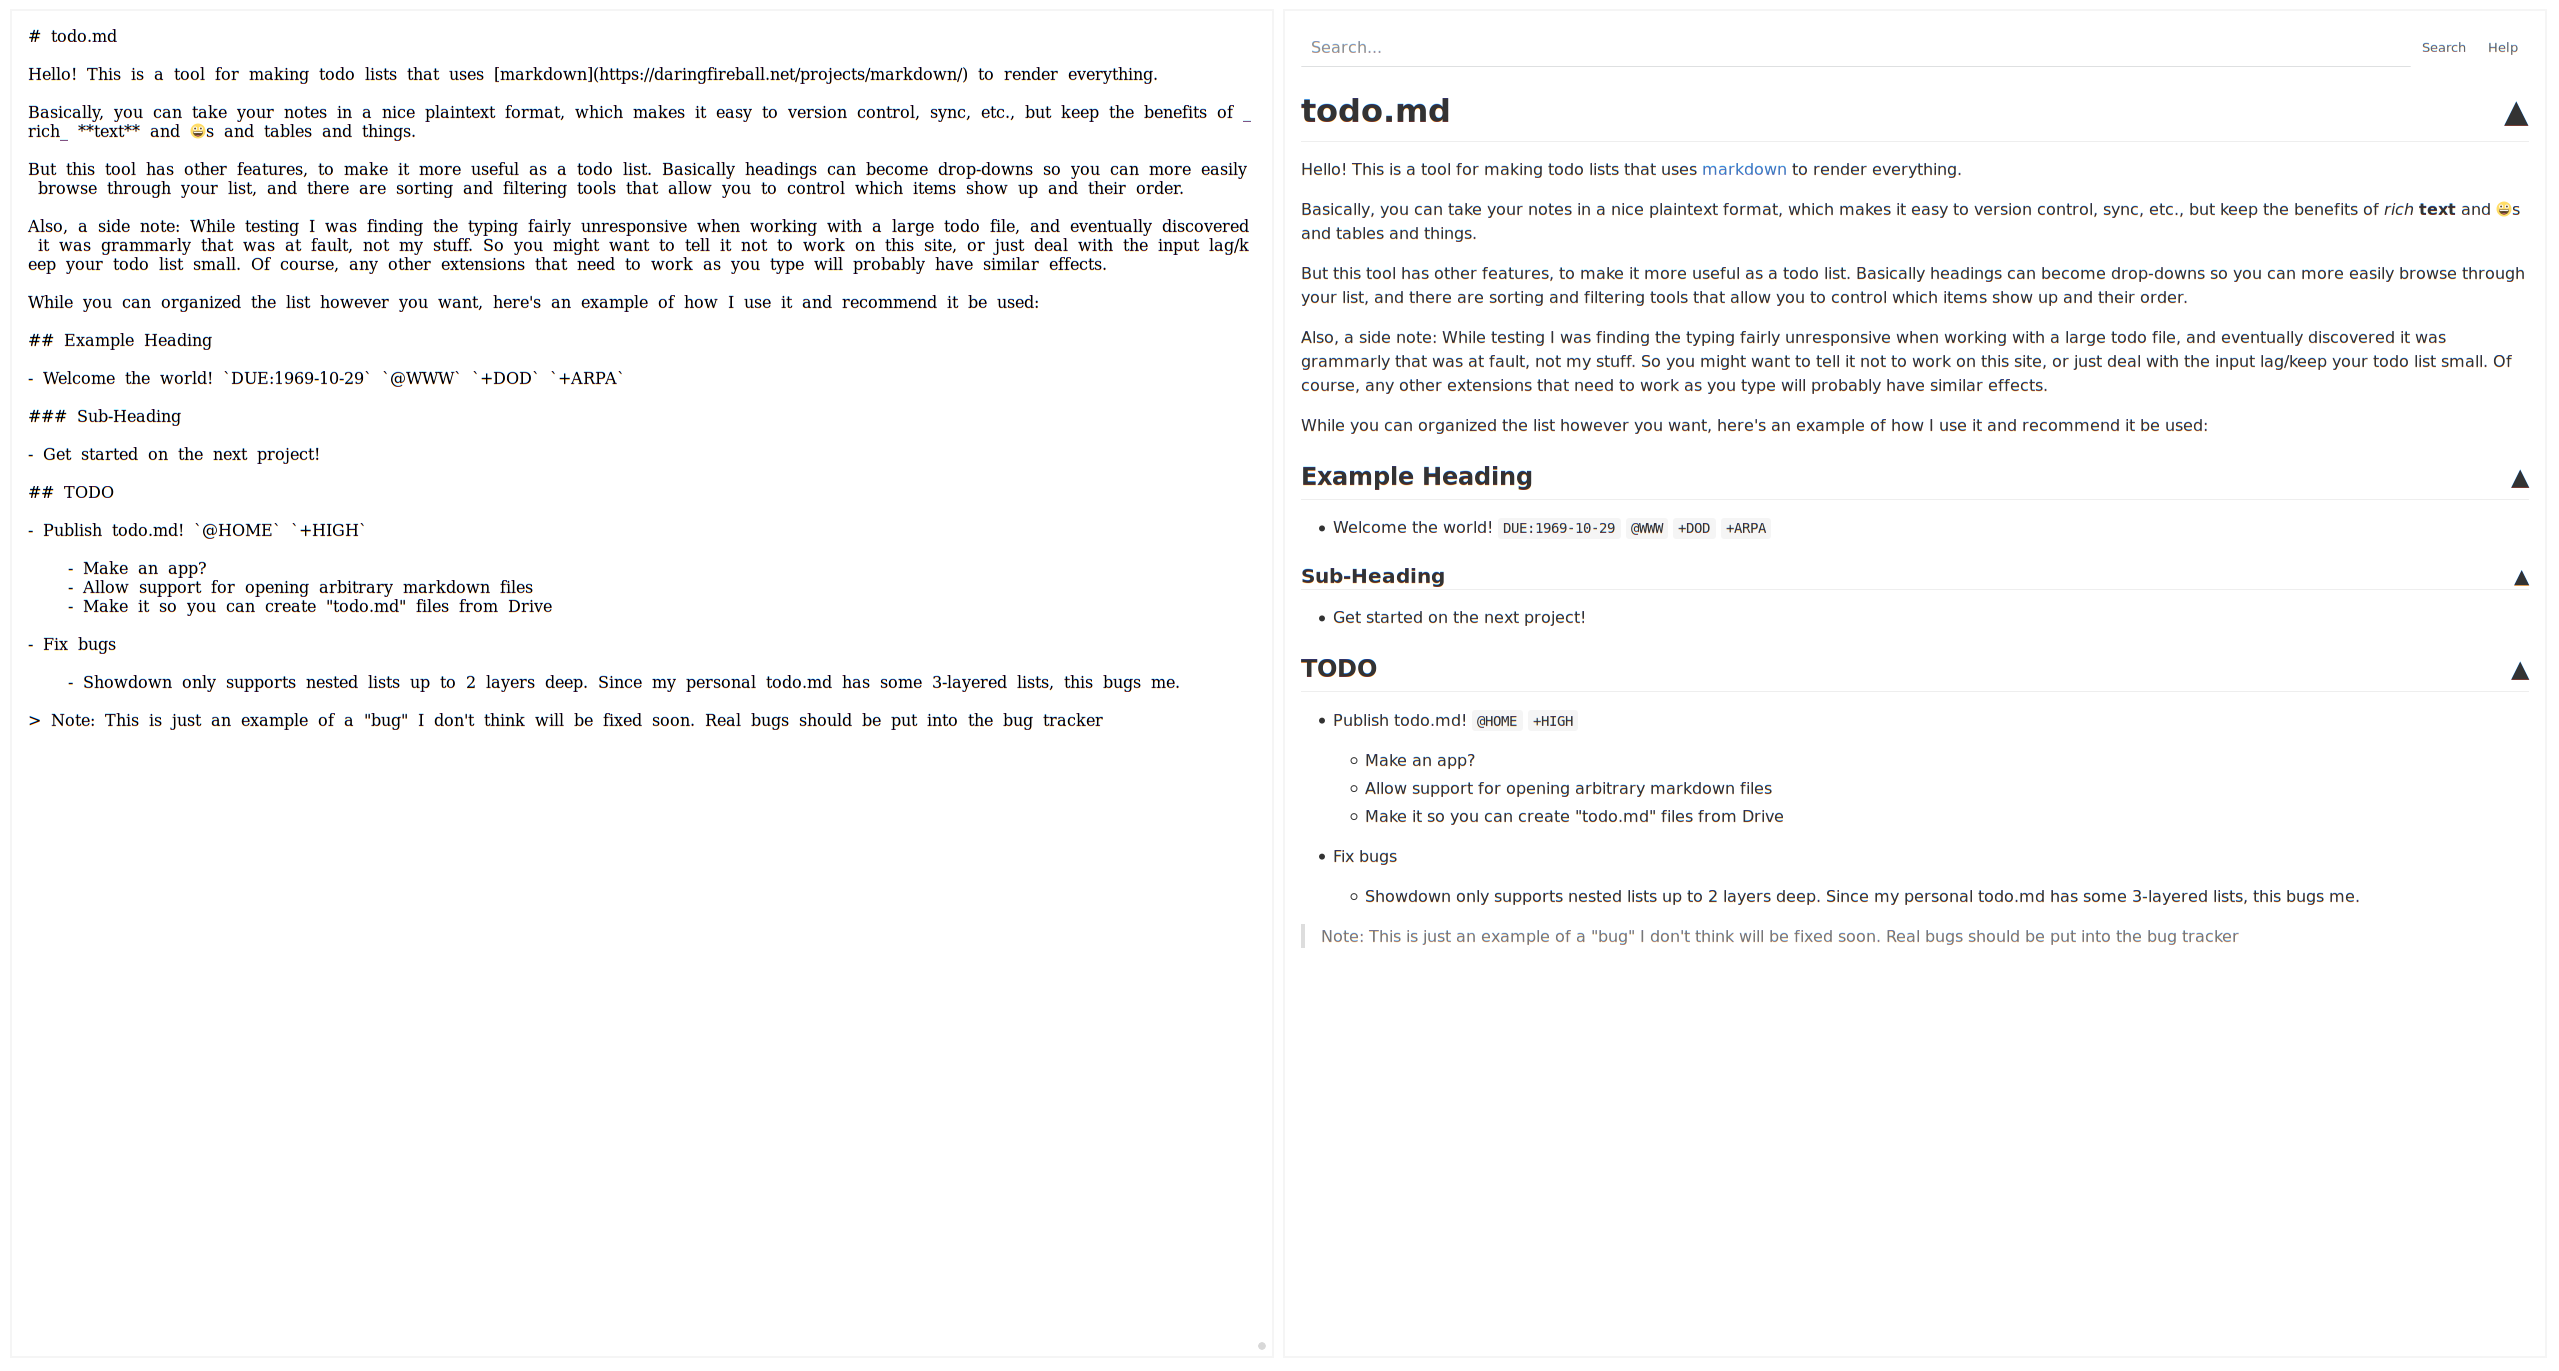 # todo.md
Hello! This is a tool for making todo lists that uses [markdown](https://daringfireball.net/projects/markdown/) to render everything.
Basically, you can take your notes in a nice plaintext format, which makes it easy to version control, sync, etc., but keep the benefits of _
rich_ **text** and 😀s and tables and things.
But this tool has other features, to make it more useful as a todo list. Basically headings can become drop-downs so you can more easily
browse through your list, and there are sorting and filtering tools that allow you to control which items show up and their order.
Also, a side note: While testing I was finding the typing fairly unresponsive when working with a large todo file, and eventually discovered
it was grammarly that was at fault, not my stuff. So you might want to tell it not to work on this site, or just deal with the input lag/k
eep your todo list small. Of course, any other extensions that need to work as you type will probably have similar effects.
While you can organized the list however you want, here's an example of how I use it and recommend it be used:
## Example Heading
- Welcome the world! `DUE:1969-10-29` `@WWW` `+DOD` `+ARPA`
### Sub-Heading
- Get started on the next project!
## TODO
- Publish todo.md! `@HOME` `+HIGH`
- Make an app?
- Allow support for opening arbitrary markdown files
- Make it so you can create "todo.md" files from Drive
- Fix bugs
- Showdown only supports nested lists up to 2 layers deep. Since my personal todo.md has some 3-layered lists, this bugs me.
> Note: This is just an example of a "bug" I don't think will be fixed soon. Real bugs should be put into the bug tracker
Search... Search Help
todo.md ▲
Hello! This is a tool for making todo lists that uses markdown to render everything.
Basically, you can take your notes in a nice plaintext format, which makes it easy to version control, sync, etc., but keep the benefits of rich text and 😀s
and tables and things.
But this tool has other features, to make it more useful as a todo list. Basically headings can become drop-downs so you can more easily browse through
your list, and there are sorting and filtering tools that allow you to control which items show up and their order.
Also, a side note: While testing I was finding the typing fairly unresponsive when working with a large todo file, and eventually discovered it was
grammarly that was at fault, not my stuff. So you might want to tell it not to work on this site, or just deal with the input lag/keep your todo list small. Of
course, any other extensions that need to work as you type will probably have similar effects.
While you can organized the list however you want, here's an example of how I use it and recommend it be used:
Example Heading ▲
• Welcome the world! DUE:1969-10-29 @WWW +DOD +ARPA
Sub-Heading ▲
• Get started on the next project!
TODO ▲
• Publish todo.md! @HOME +HIGH
◦ Make an app?
◦ Allow support for opening arbitrary markdown files
◦ Make it so you can create "todo.md" files from Drive
• Fix bugs
◦ Showdown only supports nested lists up to 2 layers deep. Since my personal todo.md has some 3-layered lists, this bugs me.
Note: This is just an example of a "bug" I don't think will be fixed soon. Real bugs should be put into the bug tracker